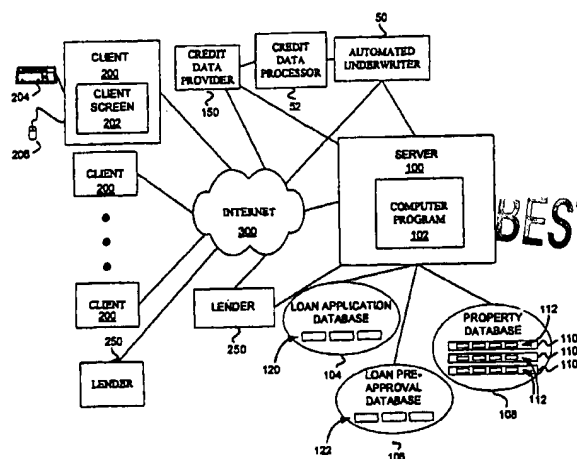 50
CREDIT DATA PROVIDER
150
CREDIT DATA PROCESSOR
52
AUTOMATED UNDERWRITER
CLIENT
200
CLIENT SCREEN
202
204
206
CLIENT
200
CLIENT
200
250
LENDER
INTERNET
300
SERVER
100
COMPUTER PROGRAM
102
BES
LENDER
250
LOAN APPLICATION DATABASE
120
104
LOAN PRE-APPROVAL DATABASE
122
106
PROPERTY DATABASE
112
110
110
110
112
108